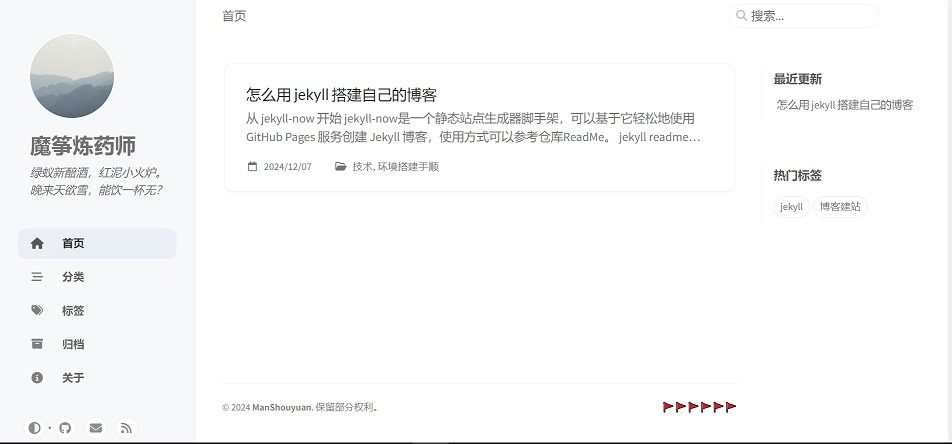 首页
搜索...
魔筝炼药师
绿蚁新醅酒，红泥小火炉。
晚来天欲雪，能饮一杯无?
首页
分类
标签
归档
关于
怎么用 jekyll 搭建自己的博客
从 jekyll-now 开始 jekyll-now是一个静态站点生成器脚手架，可以基于它轻松地使用
GitHub Pages 服务创建 Jekyll 博客，使用方式可以参考仓库ReadMe。 jekyll readme...
2024/12/07
技术, 环境搭建手顺
最近更新
怎么用 jekyll 搭建自己的博客
热门标签
jekyll
博客建站
© 2024 ManShouyuan. 保留部分权利。